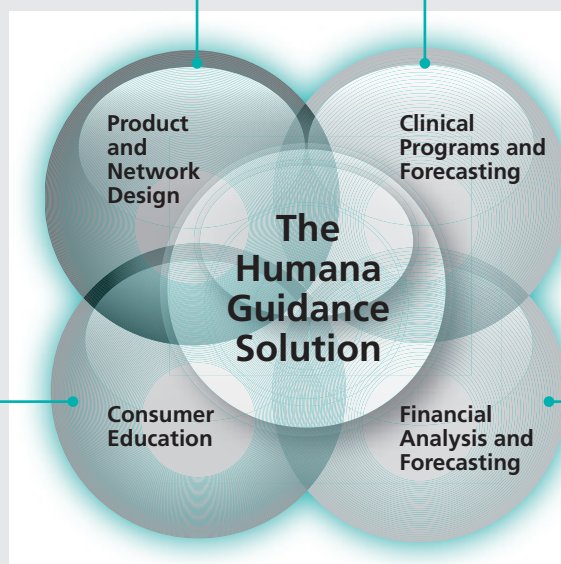 Product
and
Network
Design
Clinical
Programs and
Forecasting
The
Humana
Guidance
Solution
Consumer
Education
Financial
Analysis and
Forecasting